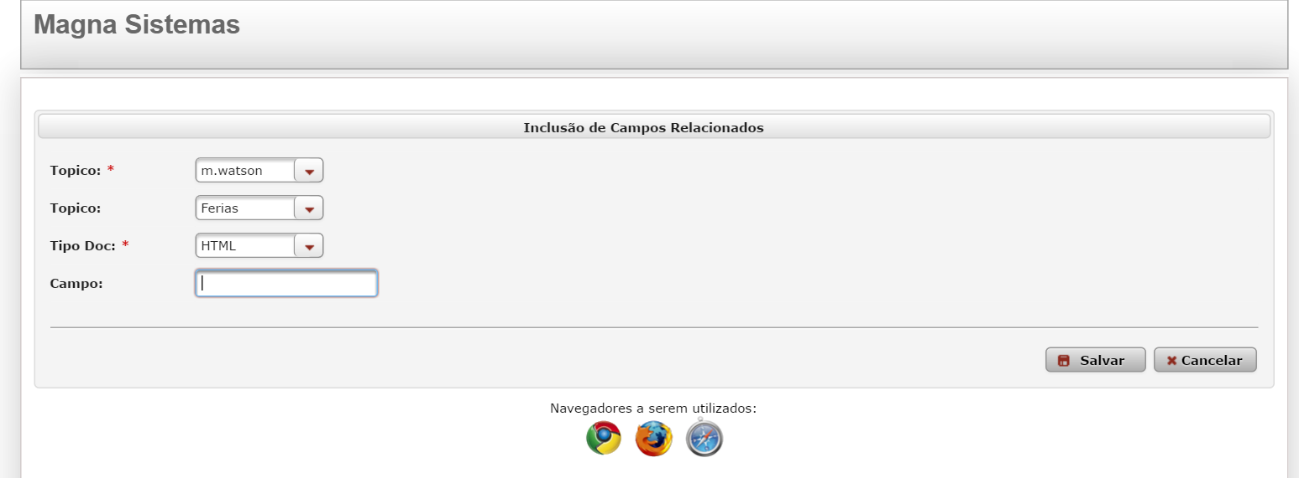 Magna Sistemas
Inclusão de Campos Relacionados
Topico: * m.watson
Topico: Ferias
Tipo Doc: * HTML
Campo:
Salvar Cancelar
Navegadores a serem utilizados: